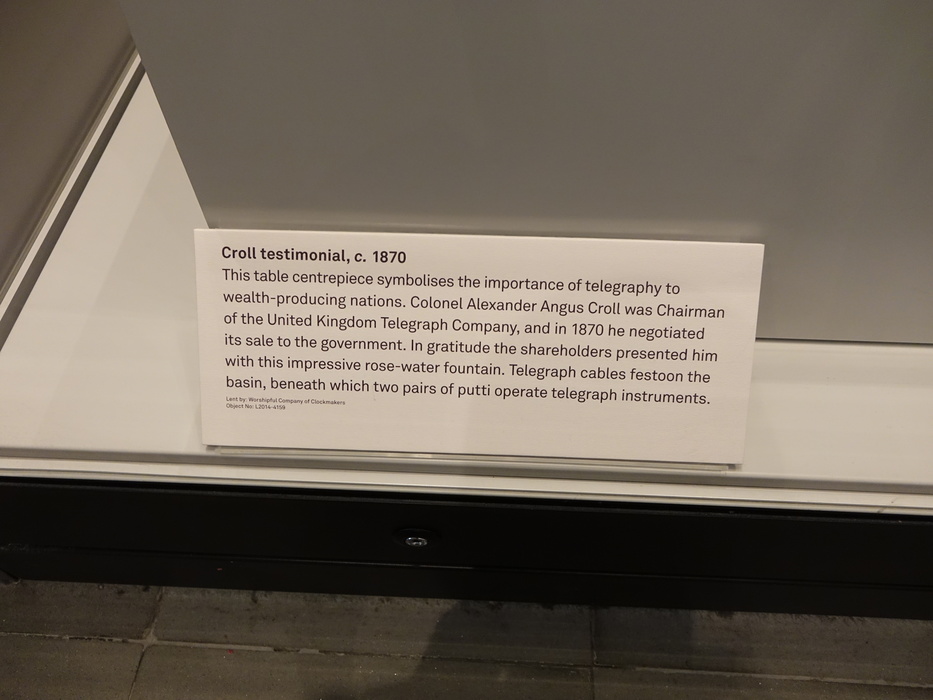 Croll testimonial, c. 1870
This table centrepiece symbolises the importance of telegraphy to
wealth-producing nations. Colonel Alexander Angus Croll was Chairman
of the United Kingdom Telegraph Company, and in 1870 he negotiated
its sale to the government. In gratitude the shareholders presented him
with this impressive rose-water fountain. Telegraph cables festoon the
basin, beneath which two pairs of putti operate telegraph instruments.
Lent by: Worshipful Company of Clockmakers
Object No: L2014-4159